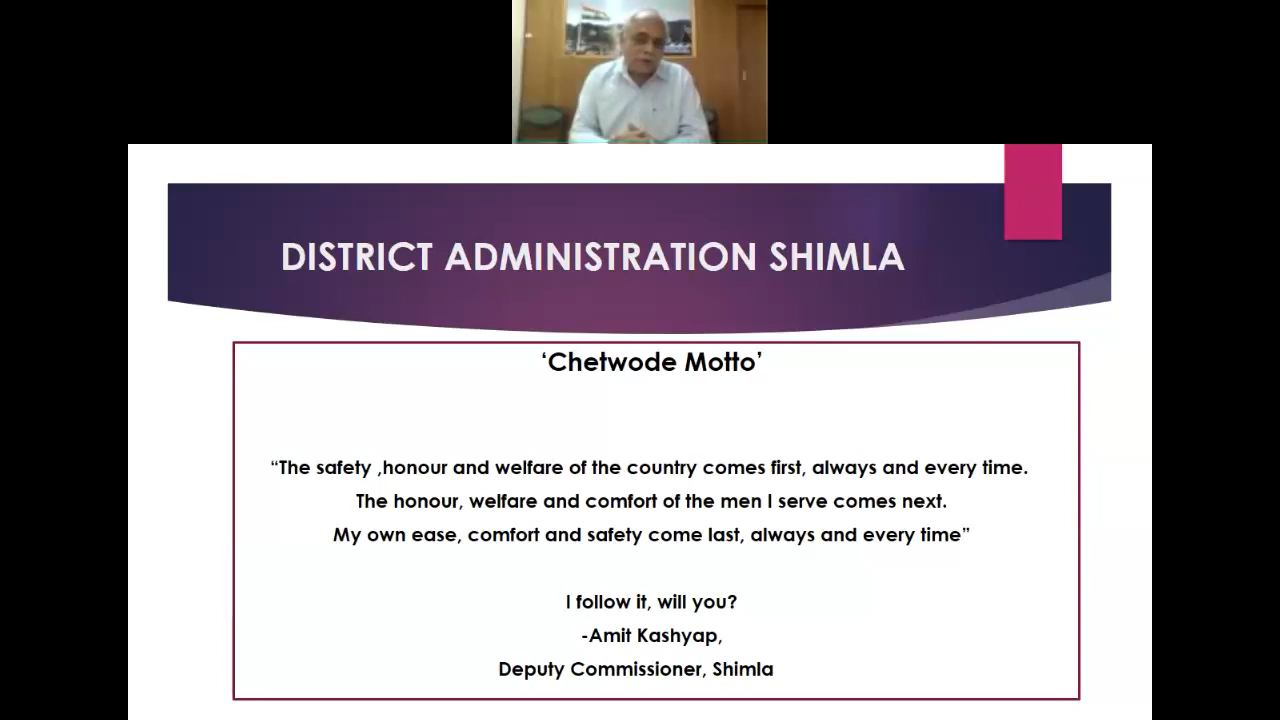 DISTRICT ADMINISTRATION SHIMLA
‘Chetwode Motto’
“The safety ,honour and welfare of the country comes first, always and every time.
The honour, welfare and comfort of the men I serve comes next.
My own ease, comfort and safety come last, always and every time”
I follow it, will you?
-Amit Kashyap,
Deputy Commissioner, Shimla